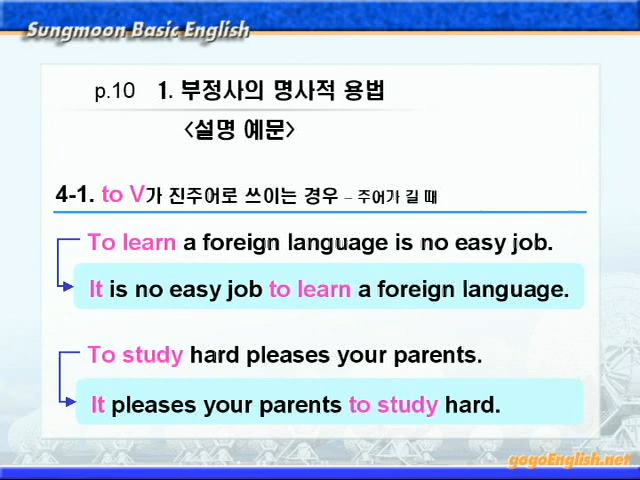 Sungmoon Basic English
p.10 1. 부정사의 명사적 용법
<설명 예문>
4-1. to V가 진주어로 쓰이는 경우 – 주어가 길 때
To learn a foreign language is no easy job.
It is no easy job to learn a foreign language.
To study hard pleases your parents.
It pleases your parents to study hard.
gogoEnglish.net